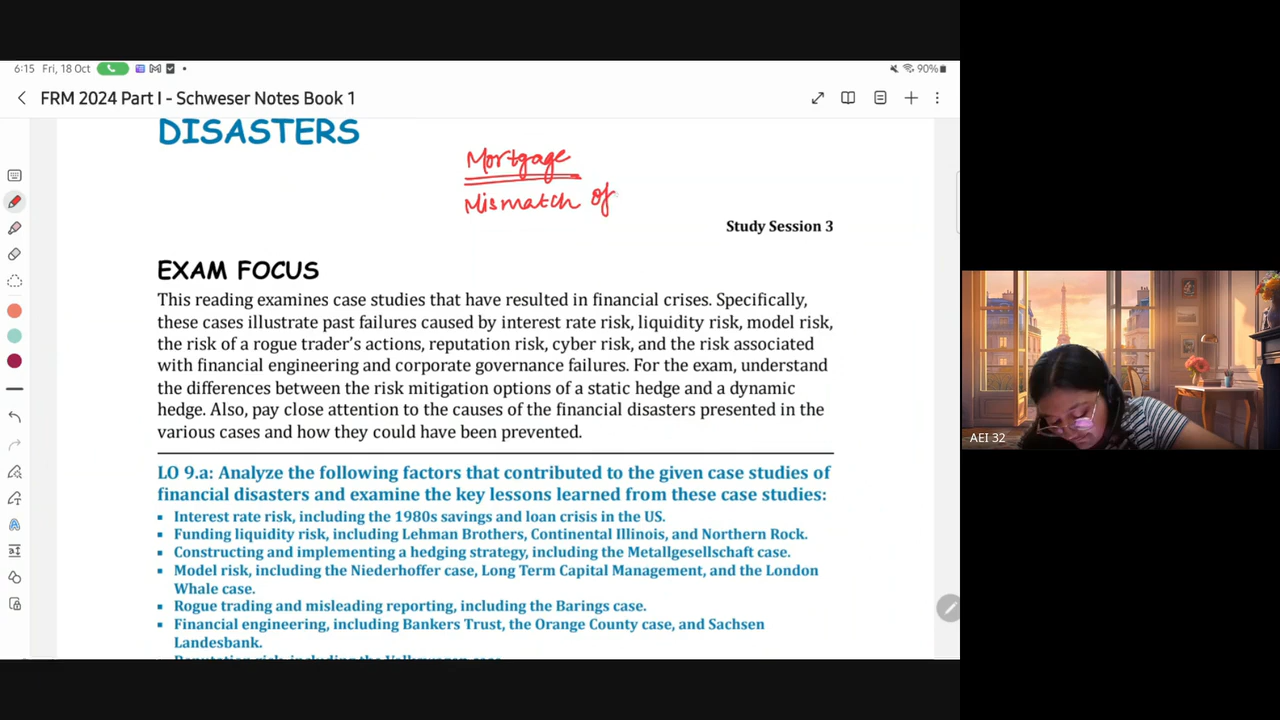 6:15 Fri, 18 Oct
90%
FRM 2024 Part I - Schweser Notes Book 1
DISASTERS
Mortgage
Mismatch of
Study Session 3
EXAM FOCUS
This reading examines case studies that have resulted in financial crises. Specifically,
these cases illustrate past failures caused by interest rate risk, liquidity risk, model risk,
the risk of a rogue trader's actions, reputation risk, cyber risk, and the risk associated
with financial engineering and corporate governance failures. For the exam, understand
the differences between the risk mitigation options of a static hedge and a dynamic
hedge. Also, pay close attention to the causes of the financial disasters presented in the
various cases and how they could have been prevented.
LO 9.a: Analyze the following factors that contributed to the given case studies of
financial disasters and examine the key lessons learned from these case studies:
▪ Interest rate risk, including the 1980s savings and loan crisis in the US.
▪ Funding liquidity risk, including Lehman Brothers, Continental Illinois, and Northern Rock.
▪ Constructing and implementing a hedging strategy, including the Metallgesellschaft case.
▪ Model risk, including the Niederhoffer case, Long Term Capital Management, and the London
Whale case.
▪ Rogue trading and misleading reporting, including the Barings case.
▪ Financial engineering, including Bankers Trust, the Orange County case, and Sachsen
Landesbank.
▪ Reputation risk, including the Volkswagen case.
AEI 32